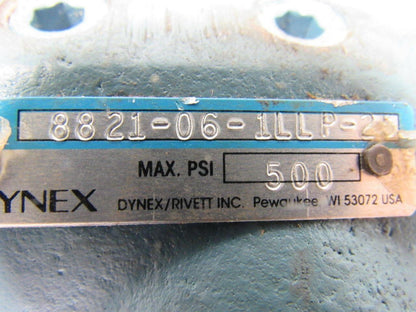 8821-06-1LLP-2
MAX. PSI 500
YNEX DYNEX/RIVETT INC. Pewaukee, WI 53072 USA